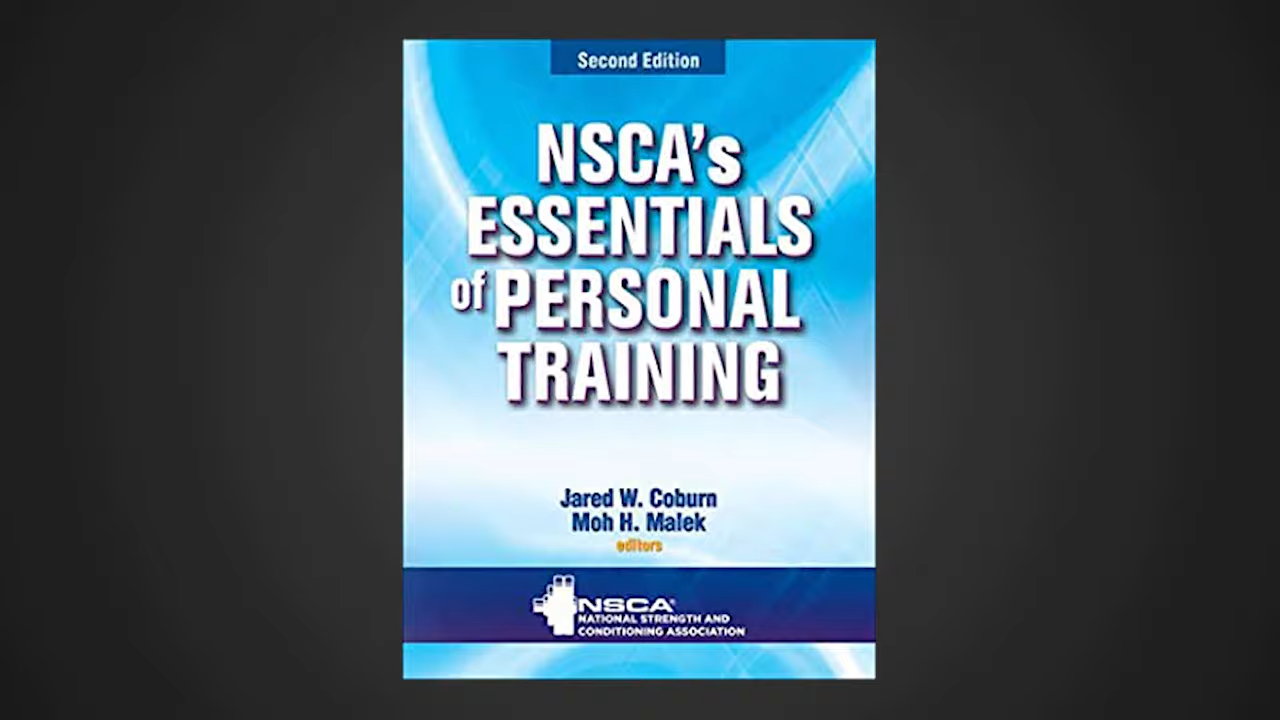 Second Edition
NSCA's
ESSENTIALS
of PERSONAL
TRAINING
Jared W. Coburn
Moh H. Malek
editors
NSCA®
NATIONAL STRENGTH AND
CONDITIONING ASSOCIATION